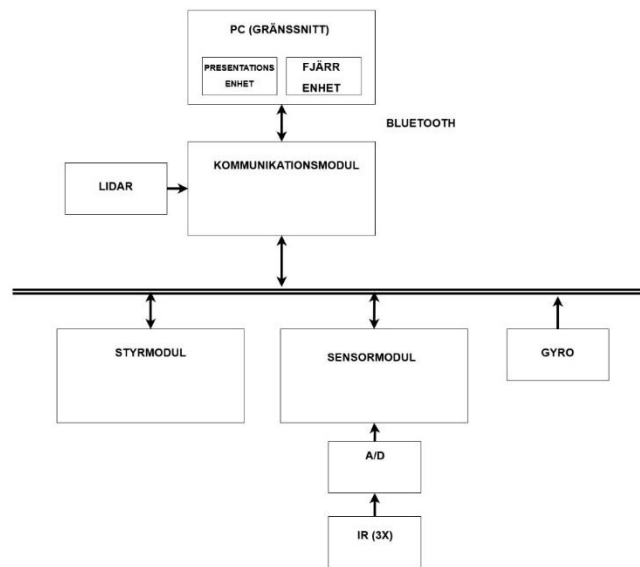 PC (GRÄNSSNITT)
PRESENTATIONS
ENHET
FJÄRR
ENHET
BLUETOOTH
KOMMUNIKATIONSMODUL
LIDAR
STYRMODUL
SENSORMODUL
GYRO
A/D
IR (3X)